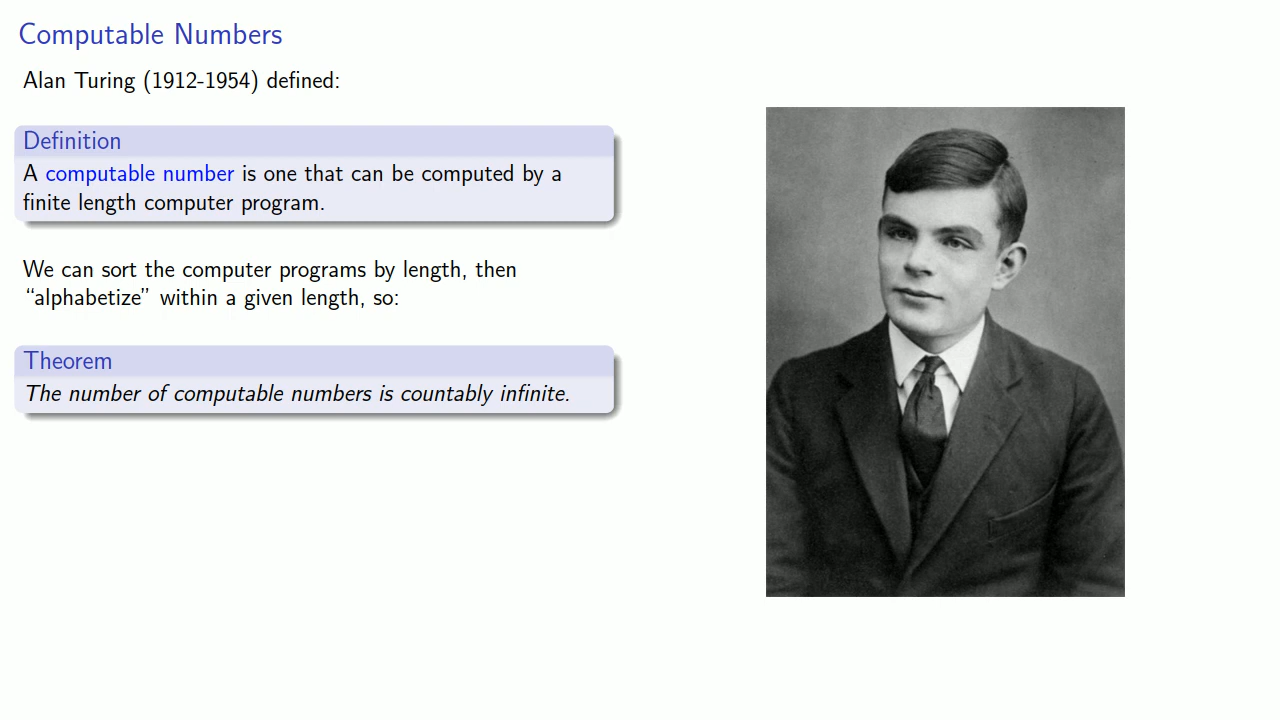 Computable Numbers
Alan Turing (1912-1954) defined:
Definition
A computable number is one that can be computed by a
finite length computer program.
We can sort the computer programs by length, then
“alphabetize” within a given length, so:
Theorem
The number of computable numbers is countably infinite.